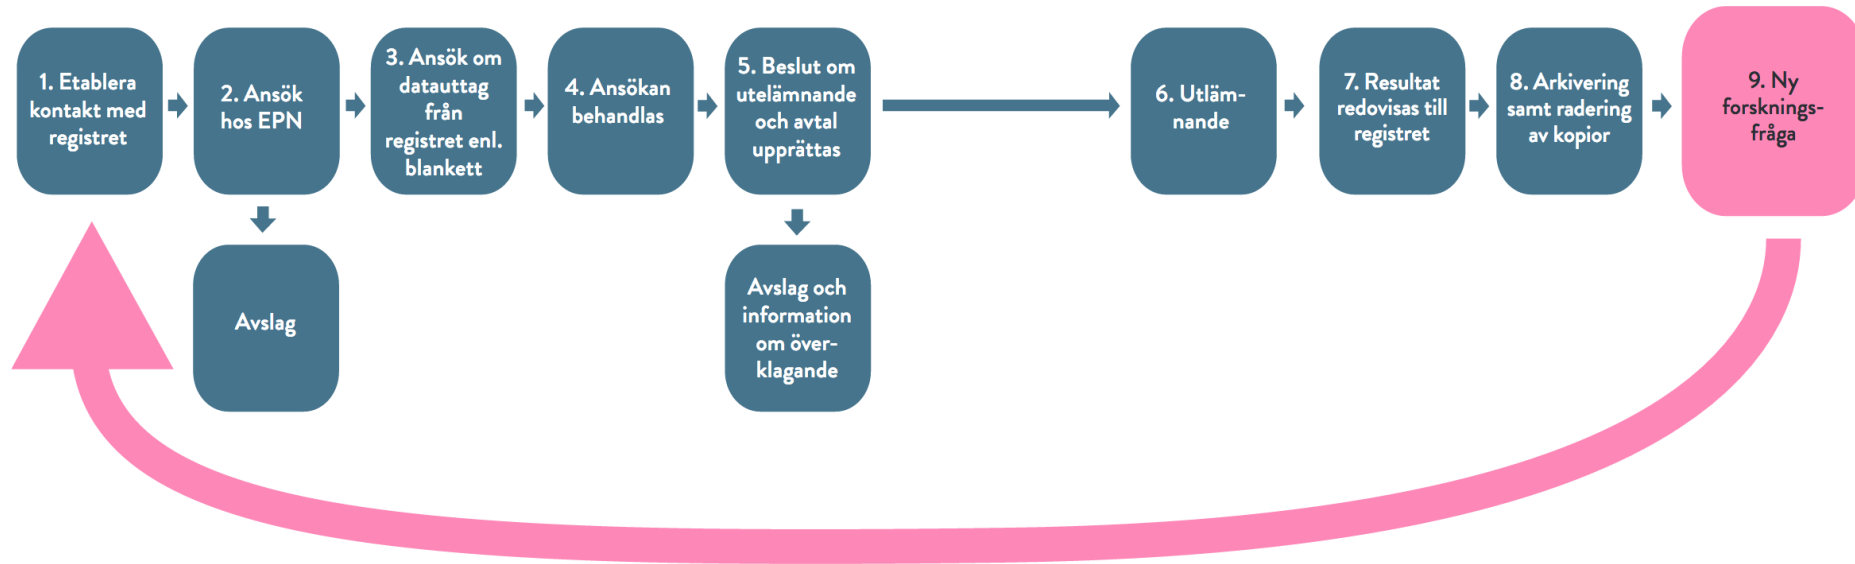 1. Etablera
kontakt med
registret
2. Ansök
hos EPN
3. Ansök om
datauttag
från
registret enl.
blankett
4. Ansökan
behandlas
5. Beslut om
utelämnande
och avtal
upprättas
6. Utläm-
nande
7. Resultat
redovisas till
registret
8. Arkivering
samt radering
av kopior
9. Ny
forsknings-
fråga
Avslag
Avslag och
information
om över-
klagande